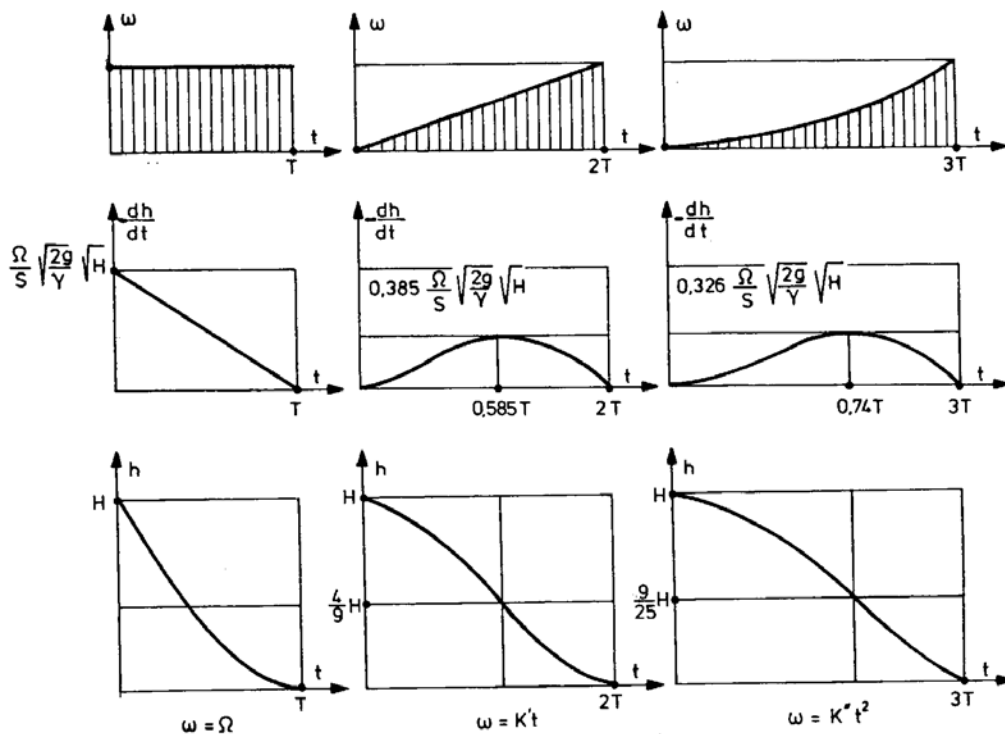 ω ω ω
t t t
T 2T 3T
-dh/dt -dh/dt -dh/dt
Ω/S √2g/γ √H 0,385 Ω/S √2g/γ √H 0,326 Ω/S √2g/γ √H
t t t
T 0,585T 2T 0,74T 3T
h h h
H H H
4/9 H 9/25 H
t t t
T 2T 3T
ω = Ω ω = K't ω = K"t²